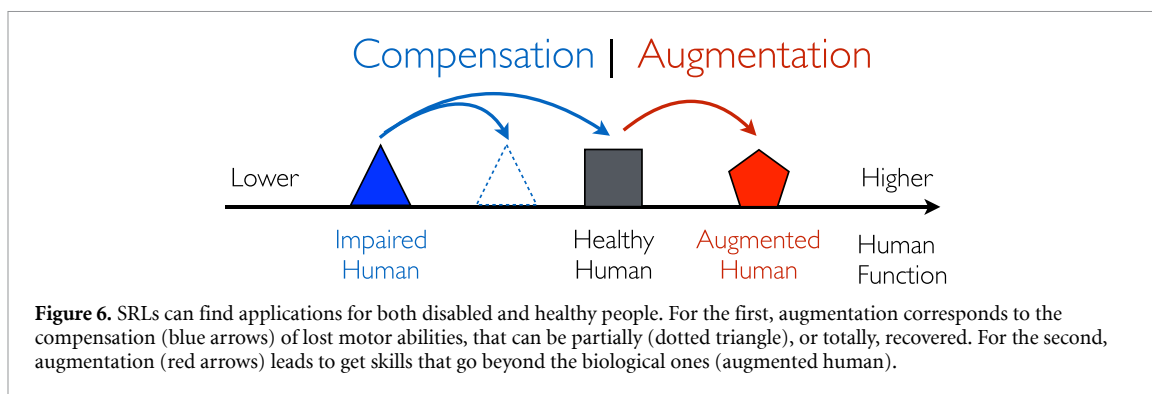 Compensation | Augmentation
Lower
Higher
Impaired
Human
Healthy
Human
Augmented
Human
Human
Function
Figure 6. SRLs can find applications for both disabled and healthy people. For the first, augmentation corresponds to the
compensation (blue arrows) of lost motor abilities, that can be partially (dotted triangle), or totally, recovered. For the second,
augmentation (red arrows) leads to get skills that go beyond the biological ones (augmented human).